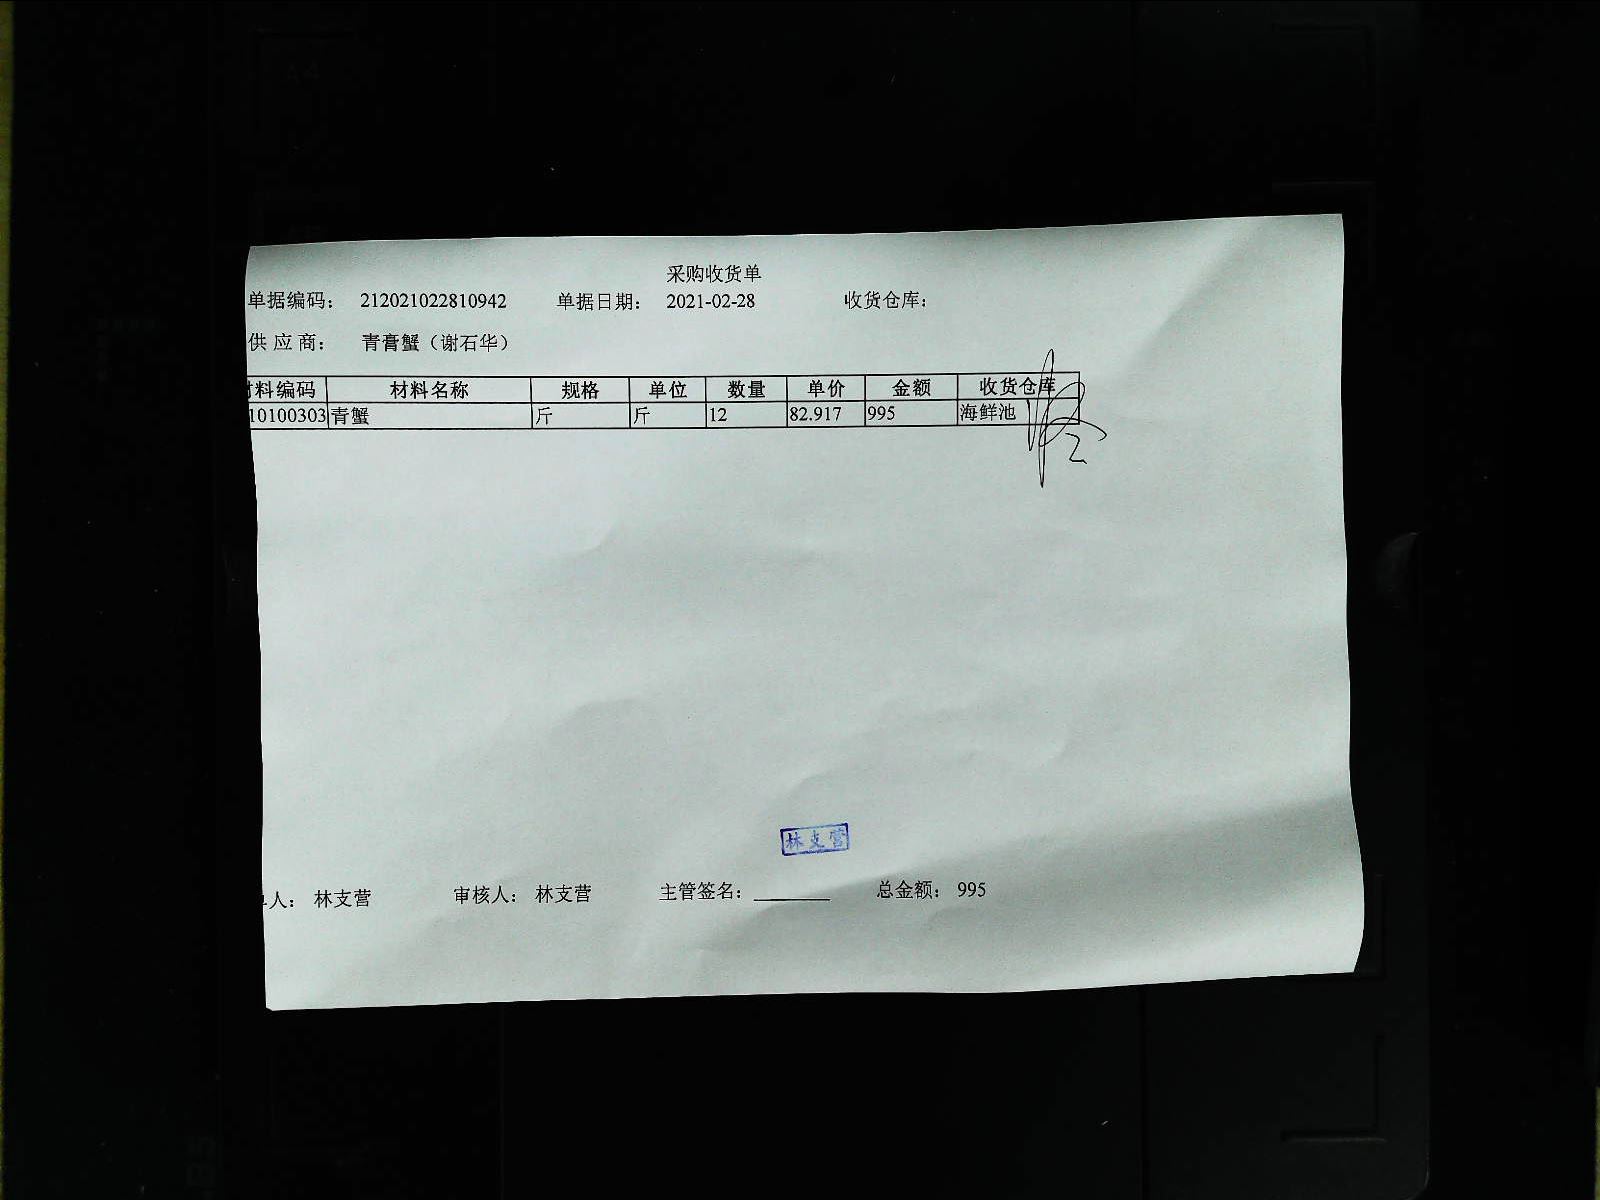 采购收货单
单据编码： 212021022810942 单据日期： 2021-02-28 收货仓库：
供应商： 青膏蟹（谢石华）
材料编码 材料名称 规格 单位 数量 单价 金额 收货仓库
10100303 青蟹 斤 斤 12 82.917 995 海鲜池
林支营
单人： 林支营 审核人： 林支营 主管签名： 总金额： 995